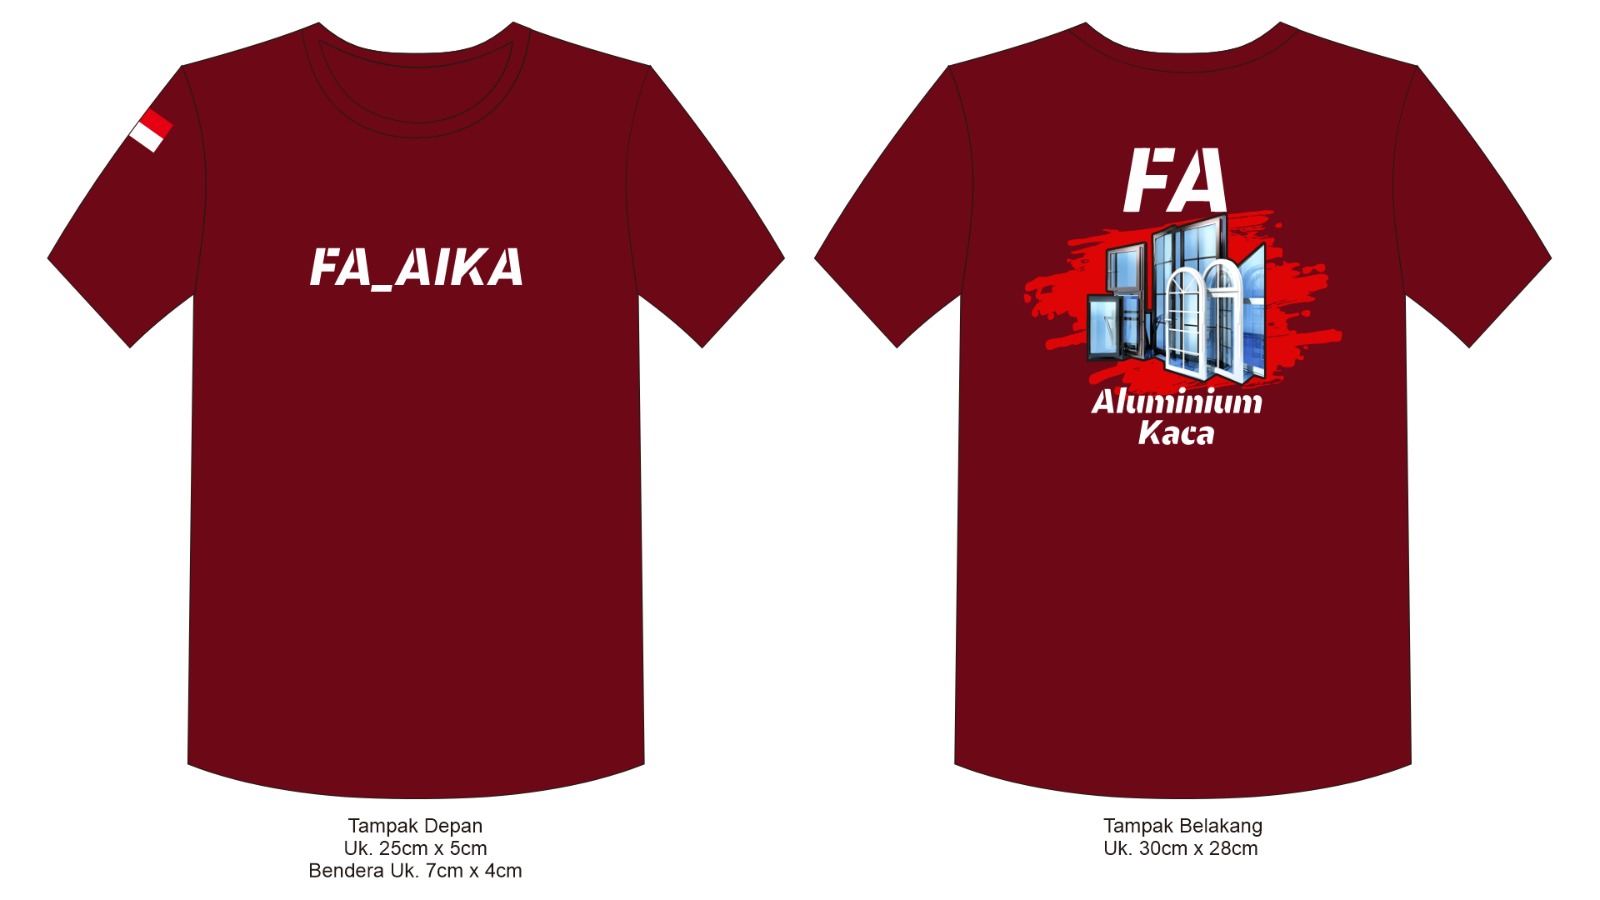 FA_AIKA
Tampak Depan
Uk. 25cm x 5cm
Bendera Uk. 7cm x 4cm
FA
Aluminium
Kaca
Tampak Belakang
Uk. 30cm x 28cm